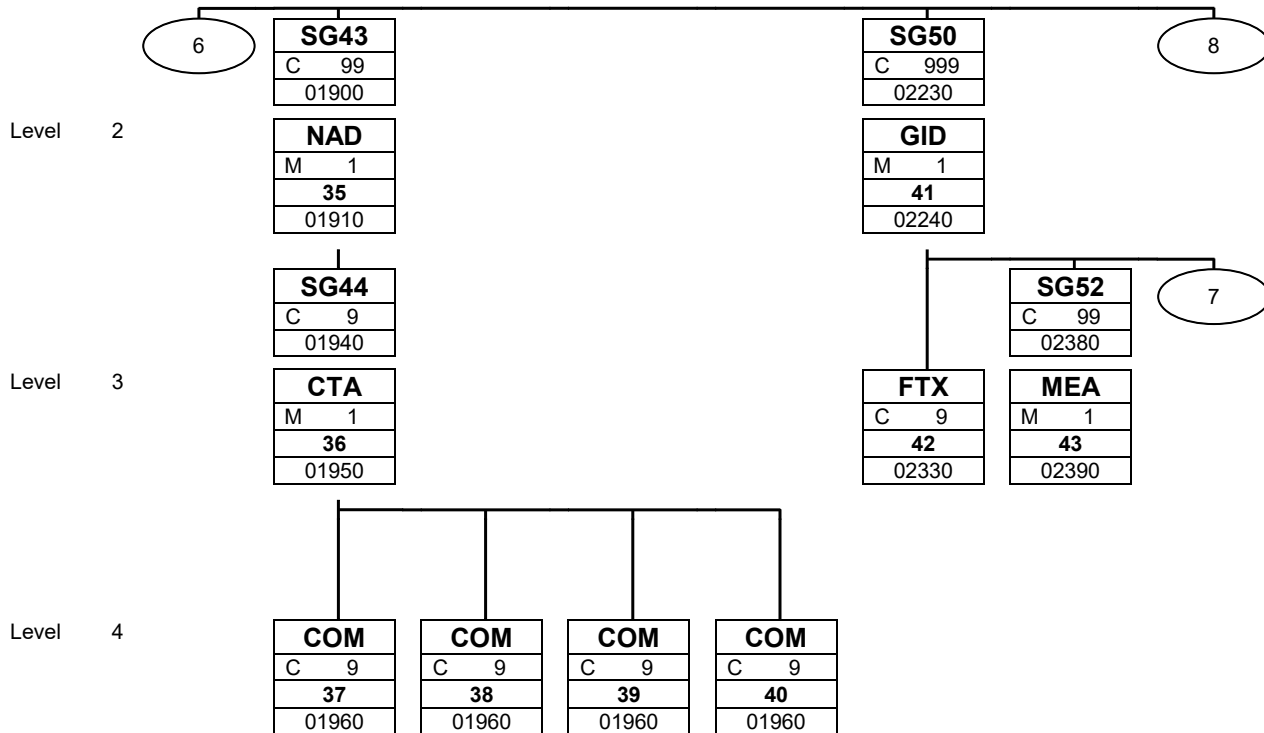 6
SG43
C 99
01900
SG50
C 999
02230
8
Level 2
NAD
M 1
35
01910
GID
M 1
41
02240
SG44
C 9
01940
SG52
C 99
02380
7
Level 3
CTA
M 1
36
01950
FTX
C 9
42
02330
MEA
M 1
43
02390
Level 4
COM
C 9
37
01960
COM
C 9
38
01960
COM
C 9
39
01960
COM
C 9
40
01960